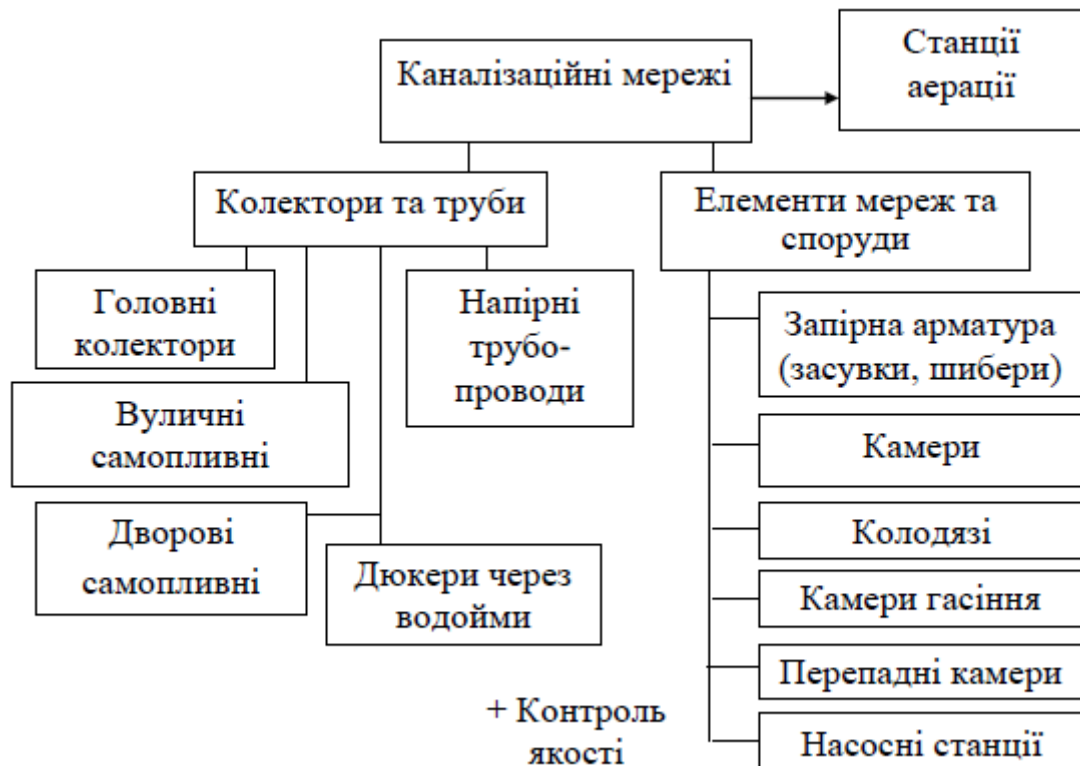 Каналізаційні мережі
Станції
аерації
Колектори та труби
Елементи мереж та
споруди
Головні
колектори
Напірні
трубо-
проводи
Вуличні
самопливні
Дворові
самопливні
Дюкери через
водойми
Запірна арматура
(засувки, шибери)
Камери
Колодязі
Камери гасіння
Перепадні камери
Насосні станції
+ Контроль
якості